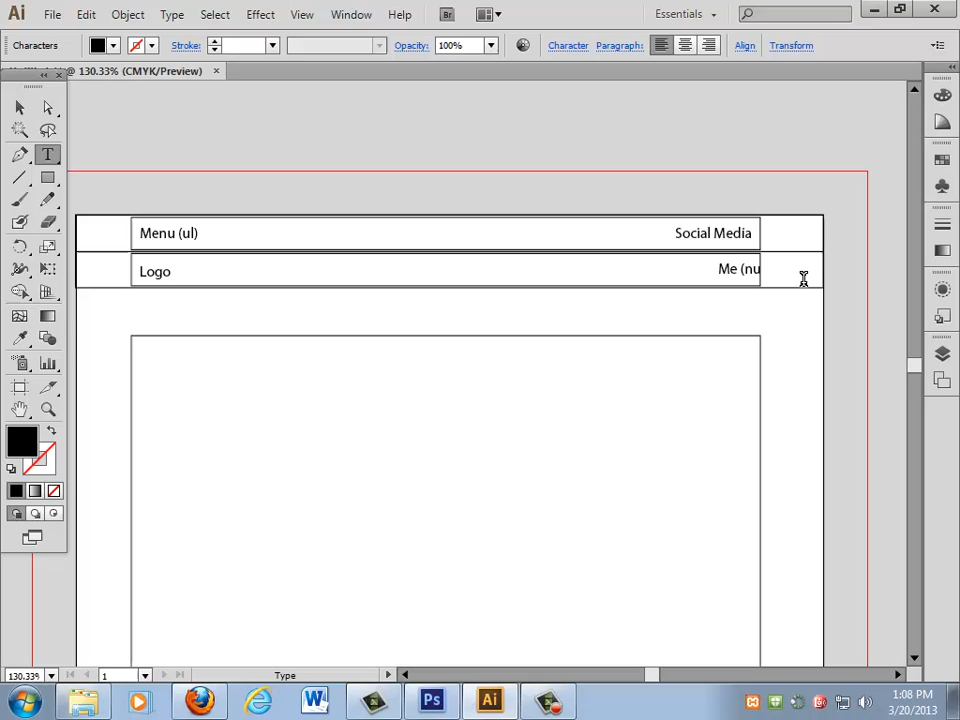 Ai File Edit Object Type Select Effect View Window Help Br Essentials
Characters Stroke: Opacity: 100% Character Paragraph: Align Transform
@ 130.33% (CMYK/Preview) ×
T
Menu (ul) Social Media
Logo Me (nu
130.33% 1 Type
W Ps Ai 1:08 PM
3/20/2013